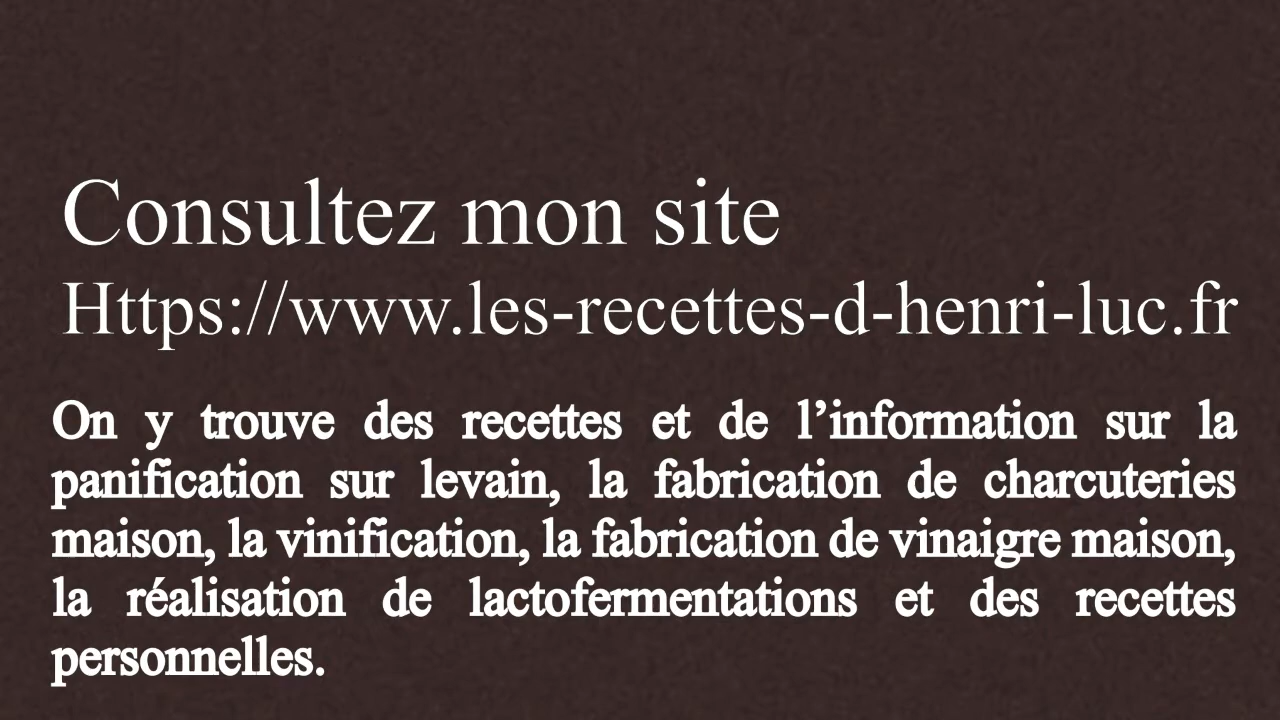 Consultez mon site
Https://www.les-recettes-d-henri-luc.fr
On y trouve des recettes et de l’information sur la
panification sur levain, la fabrication de charcuteries
maison, la vinification, la fabrication de vinaigre maison,
la réalisation de lactofermentations et des recettes
personnelles.